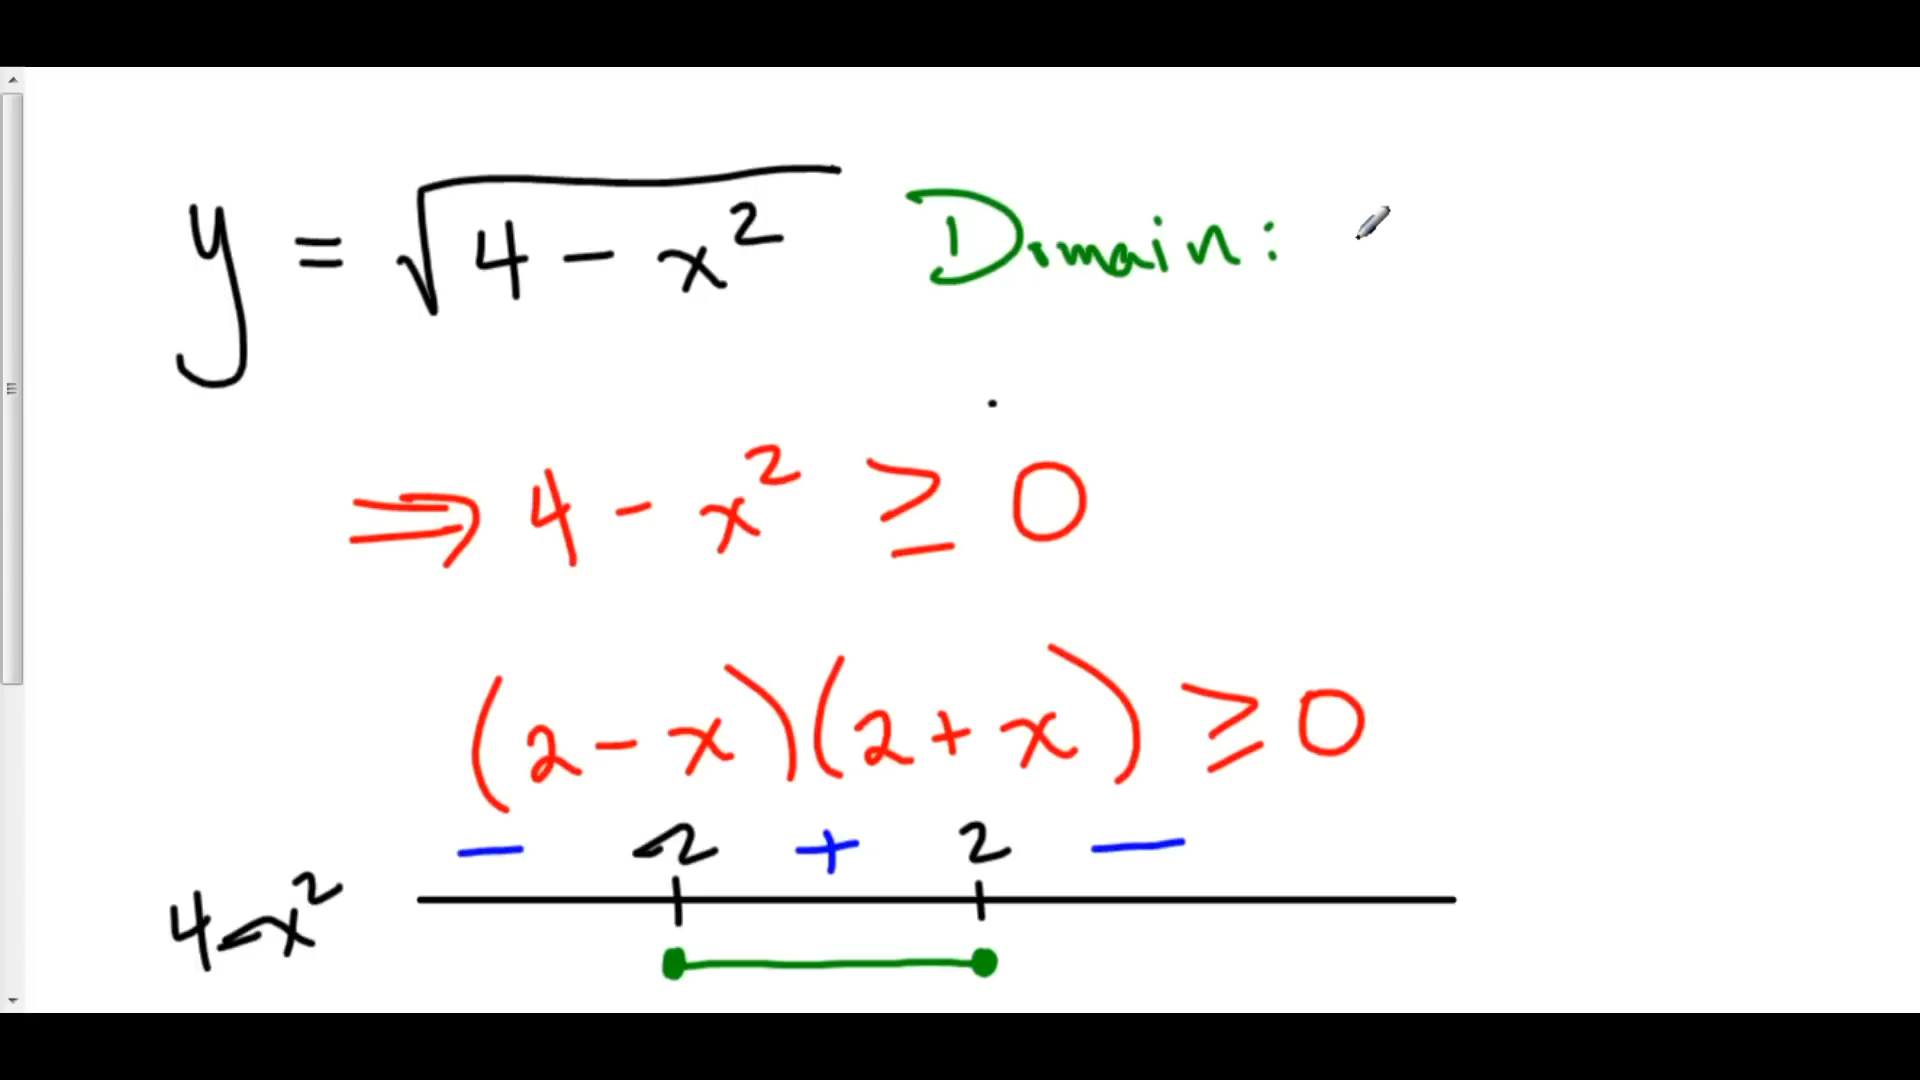 y = √(4 - x²) Domain:
⇒ 4 - x² ≥ 0
(2 - x)(2 + x) ≥ 0
- -2 + 2 -
4 - x²